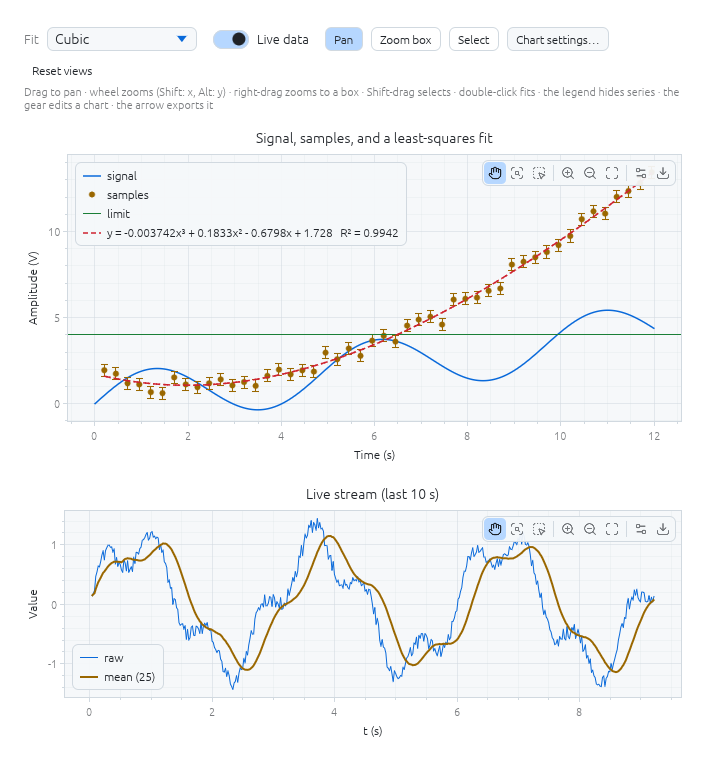 Fit Cubic Live data Pan Zoom box Select Chart settings...
Reset views
Drag to pan · wheel zooms (Shift: x, Alt: y) · right-drag zooms to a box · Shift-drag selects · double-click fits · the legend hides series · the
gear edits a chart · the arrow exports it
Signal, samples, and a least-squares fit
signal
samples
limit
y = -0.003742x³ + 0.1833x² - 0.6798x + 1.728 R² = 0.9942
10
5
0
Amplitude (V)
0 2 4 6 8 10 12
Time (s)
Live stream (last 10 s)
1
0
-1
Value
raw
mean (25)
0 2 4 6 8
t (s)